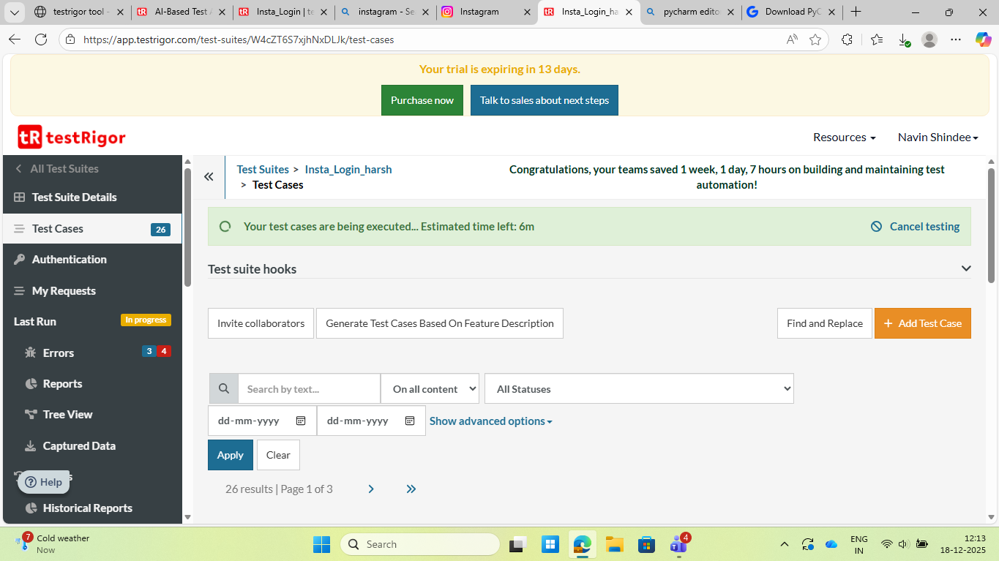 testrigor tool -
AI-Based Test A
Insta_Login | te
instagram - Se
Instagram
Insta_Login_ha
pycharm edito
Download PyC
https://app.testrigor.com/test-suites/W4cZT6S7xjhNxDLJk/test-cases
Your trial is expiring in 13 days.
Purchase now
Talk to sales about next steps
tR testRigor
Resources
Navin Shindee
All Test Suites
Test Suite Details
Test Cases 26
Authentication
My Requests
Last Run In progress
Errors 3 4
Reports
Tree View
Captured Data
Help
Historical Reports
Test Suites > Insta_Login_harsh
> Test Cases
Congratulations, your teams saved 1 week, 1 day, 7 hours on building and maintaining test
automation!
Your test cases are being executed... Estimated time left: 6m
Cancel testing
Test suite hooks
Invite collaborators
Generate Test Cases Based On Feature Description
Find and Replace
+ Add Test Case
Search by text...
On all content
All Statuses
dd-mm-yyyy
dd-mm-yyyy
Show advanced options
Apply
Clear
26 results | Page 1 of 3
7
Cold weather
Now
Search
4
ENG
IN
12:13
18-12-2025